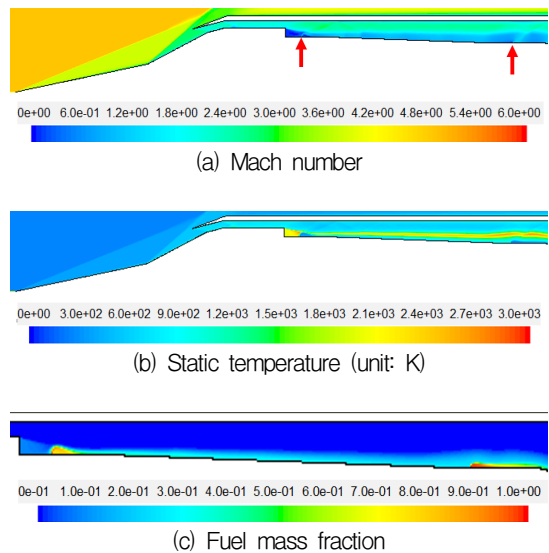 0e+00 6.0e-01 1.2e+00 1.8e+00 2.4e+00 3.0e+00 3.6e+00 4.2e+00 4.8e+00 5.4e+00 6.0e+00
(a) Mach number
0e+00 3.0e+02 6.0e+02 9.0e+02 1.2e+03 1.5e+03 1.8e+03 2.1e+03 2.4e+03 2.7e+03 3.0e+03
(b) Static temperature (unit: K)
0e-01 1.0e-01 2.0e-01 3.0e-01 4.0e-01 5.0e-01 6.0e-01 7.0e-01 8.0e-01 9.0e-01 1.0e+00
(c) Fuel mass fraction